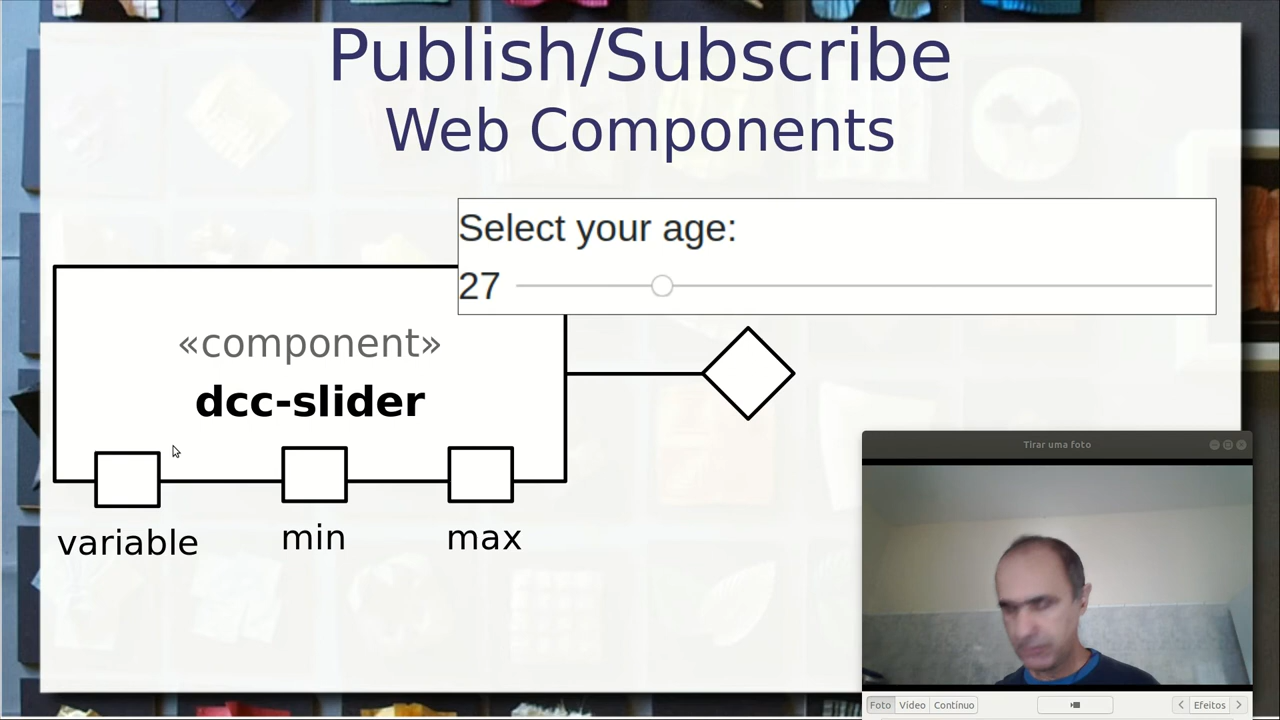 Publish/Subscribe
Web Components
Select your age:
27
«component»
dcc-slider
variable
min
max
Tirar uma foto
Foto
Vídeo
Contínuo
Efeitos